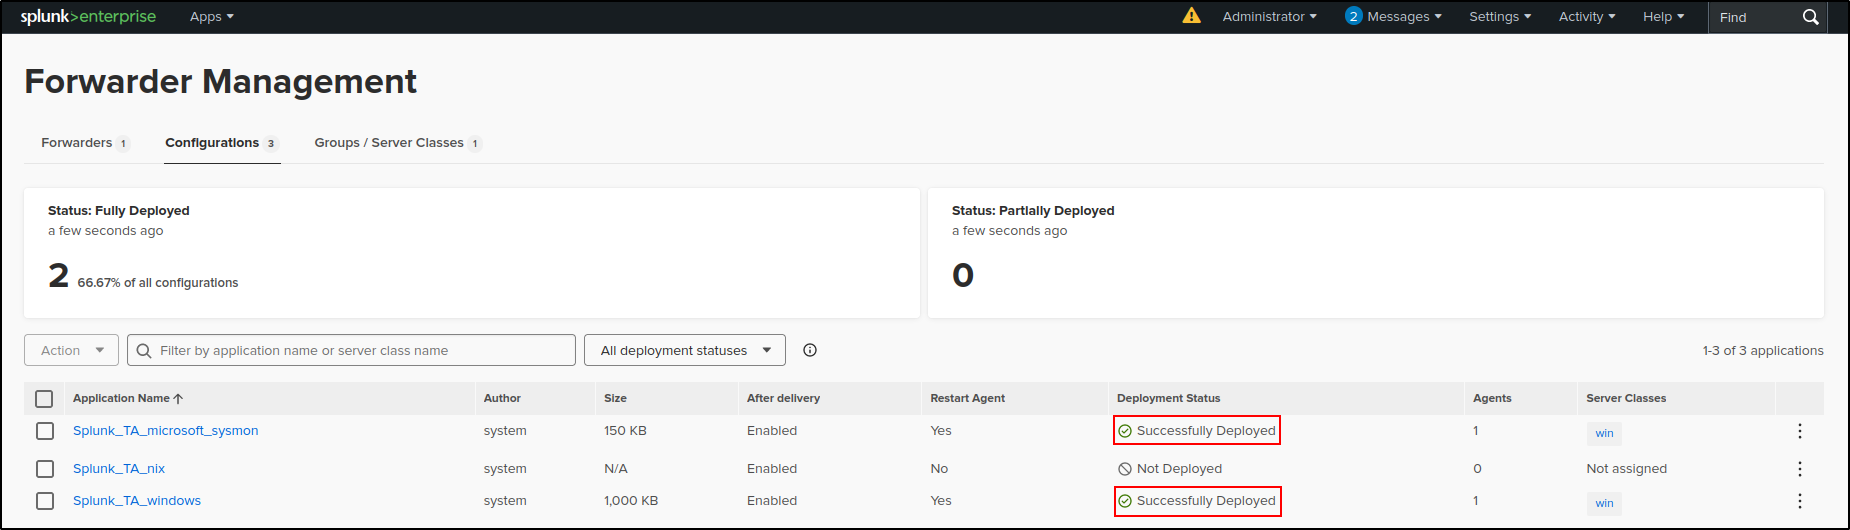 splunk>enterprise Apps Administrator 2 Messages Settings Activity Help Find
Forwarder Management
Forwarders 1 Configurations 3 Groups / Server Classes 1
Status: Fully Deployed
a few seconds ago
2 66.67% of all configurations
Status: Partially Deployed
a few seconds ago
0
Action Filter by application name or server class name All deployment statuses 1-3 of 3 applications
Application Name Author Size After delivery Restart Agent Deployment Status Agents Server Classes
Splunk_TA_microsoft_sysmon system 150 KB Enabled Yes Successfully Deployed 1 win
Splunk_TA_nix system N/A Enabled No Not Deployed 0 Not assigned
Splunk_TA_windows system 1,000 KB Enabled Yes Successfully Deployed 1 win